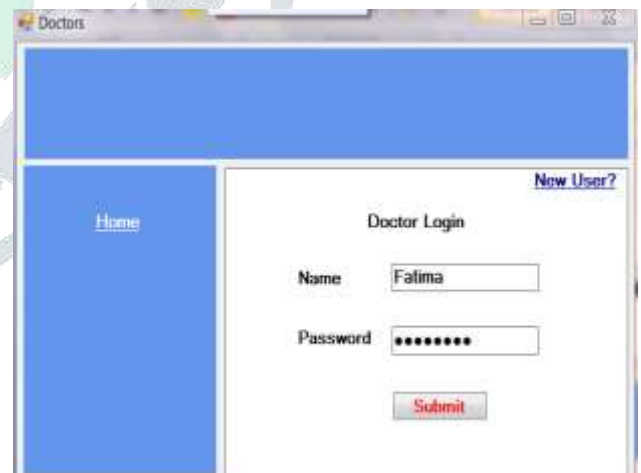 Doctors
New User?
Home
Doctor Login
Name
Fatima
Password
Submit